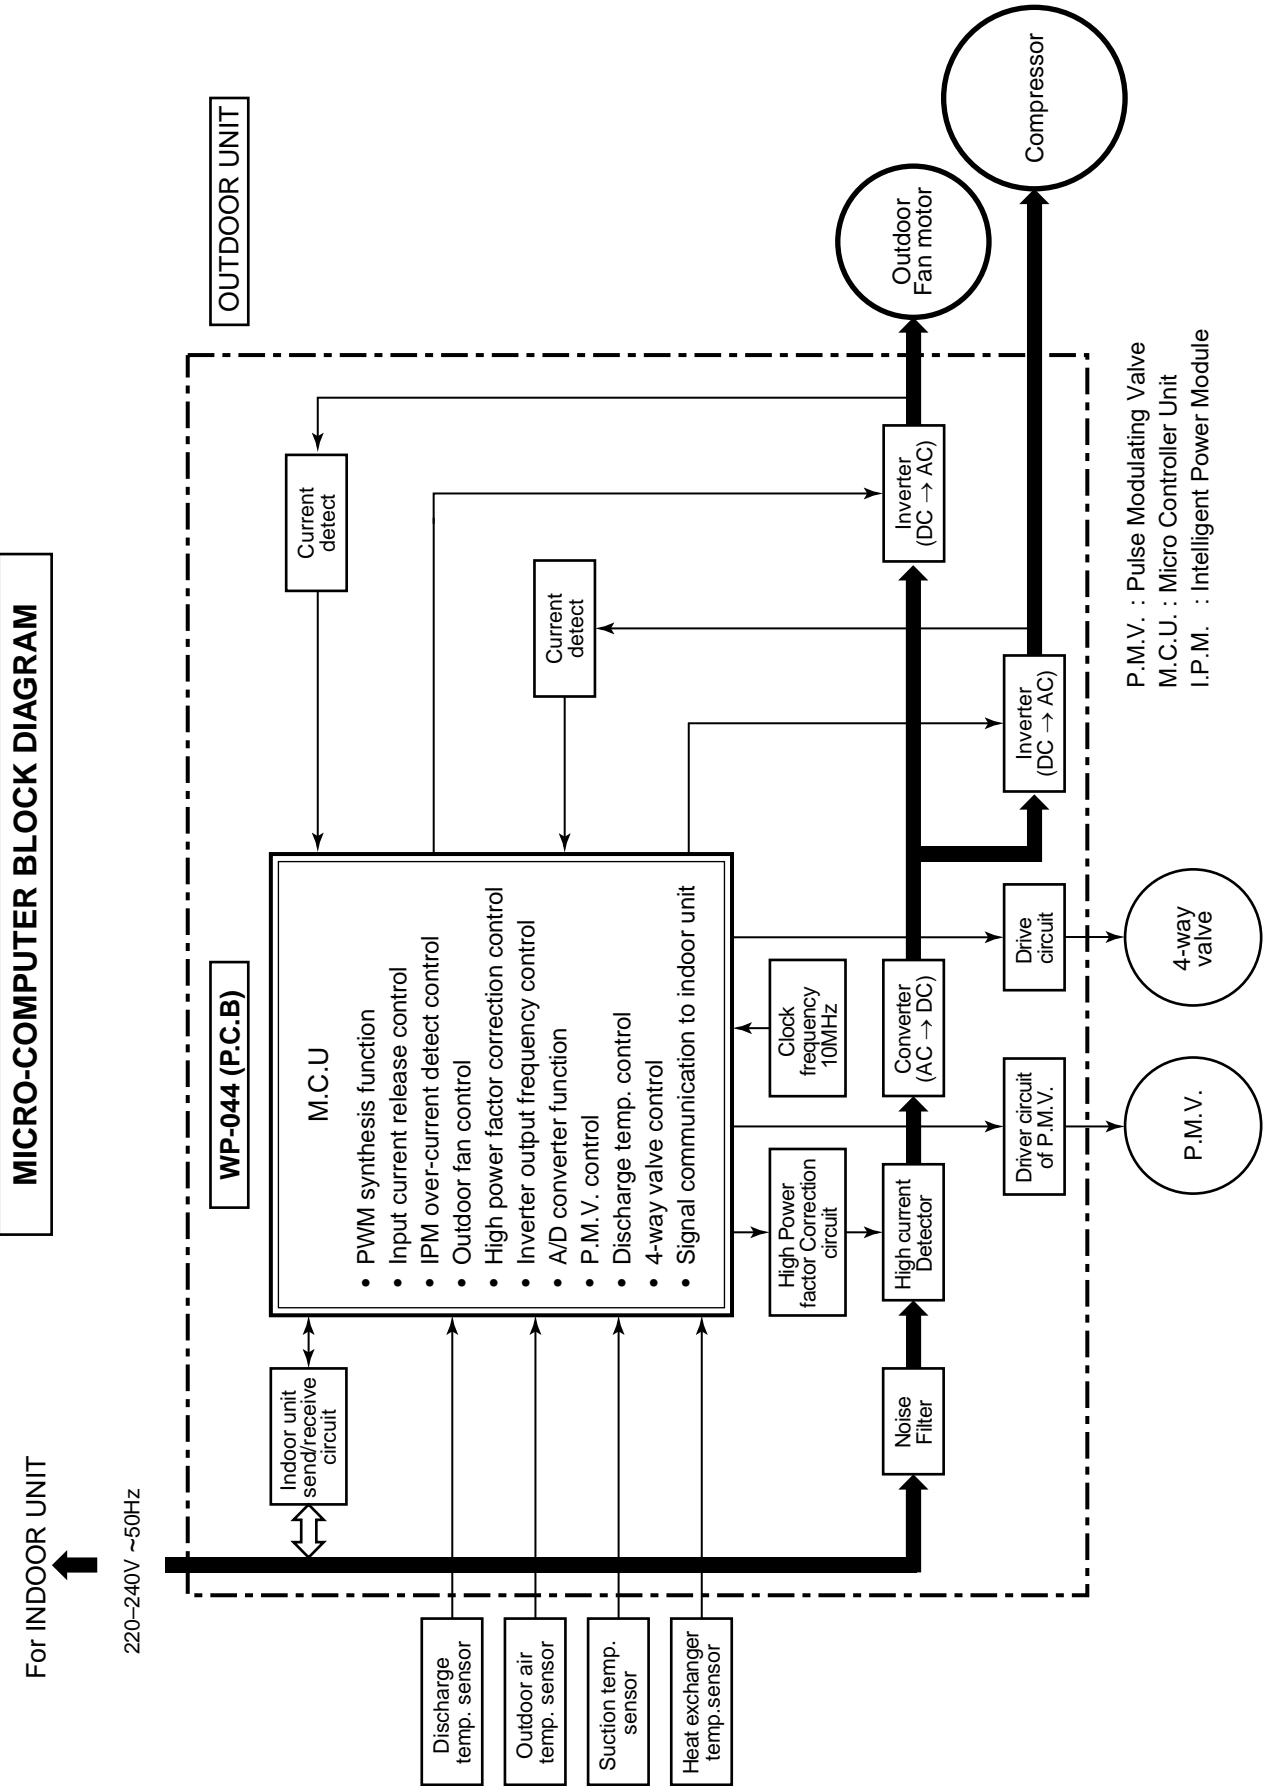 MICRO-COMPUTER BLOCK DIAGRAM
For INDOOR UNIT
220–240V ~50Hz
WP-044 (P.C.B)
OUTDOOR UNIT
Indoor unit
send/receive
circuit
M.C.U
• PWM synthesis function
• Input current release control
• IPM over-current detect control
• Outdoor fan control
• High power factor correction control
• Inverter output frequency control
• A/D converter function
• P.M.V. control
• Discharge temp. control
• 4-way valve control
• Signal communication to indoor unit
Current
detect
Current
detect
Discharge
temp. sensor
Outdoor air
temp. sensor
Suction temp.
sensor
Heat exchanger
temp.sensor
High Power
factor Correction
circuit
Clock
frequency
10MHz
Noise
Filter
High current
Detector
Converter
(AC → DC)
Inverter
(DC → AC)
Outdoor
Fan motor
Driver circuit
of P.M.V.
Drive
circuit
Inverter
(DC → AC)
Compressor
P.M.V.
4-way
valve
P.M.V. : Pulse Modulating Valve
M.C.U. : Micro Controller Unit
I.P.M. : Intelligent Power Module